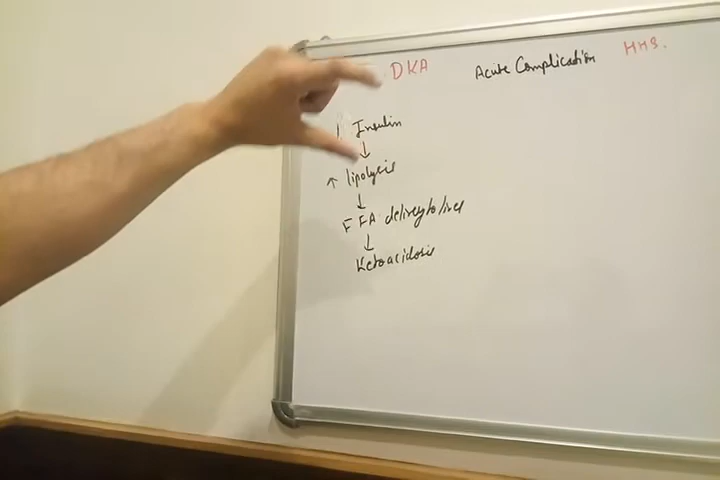 DKA Acute Complication HHS.
↓ Insulin
↓
↑ lipolysis
↓
FFA delivery to liver
↓
Ketoacidosis